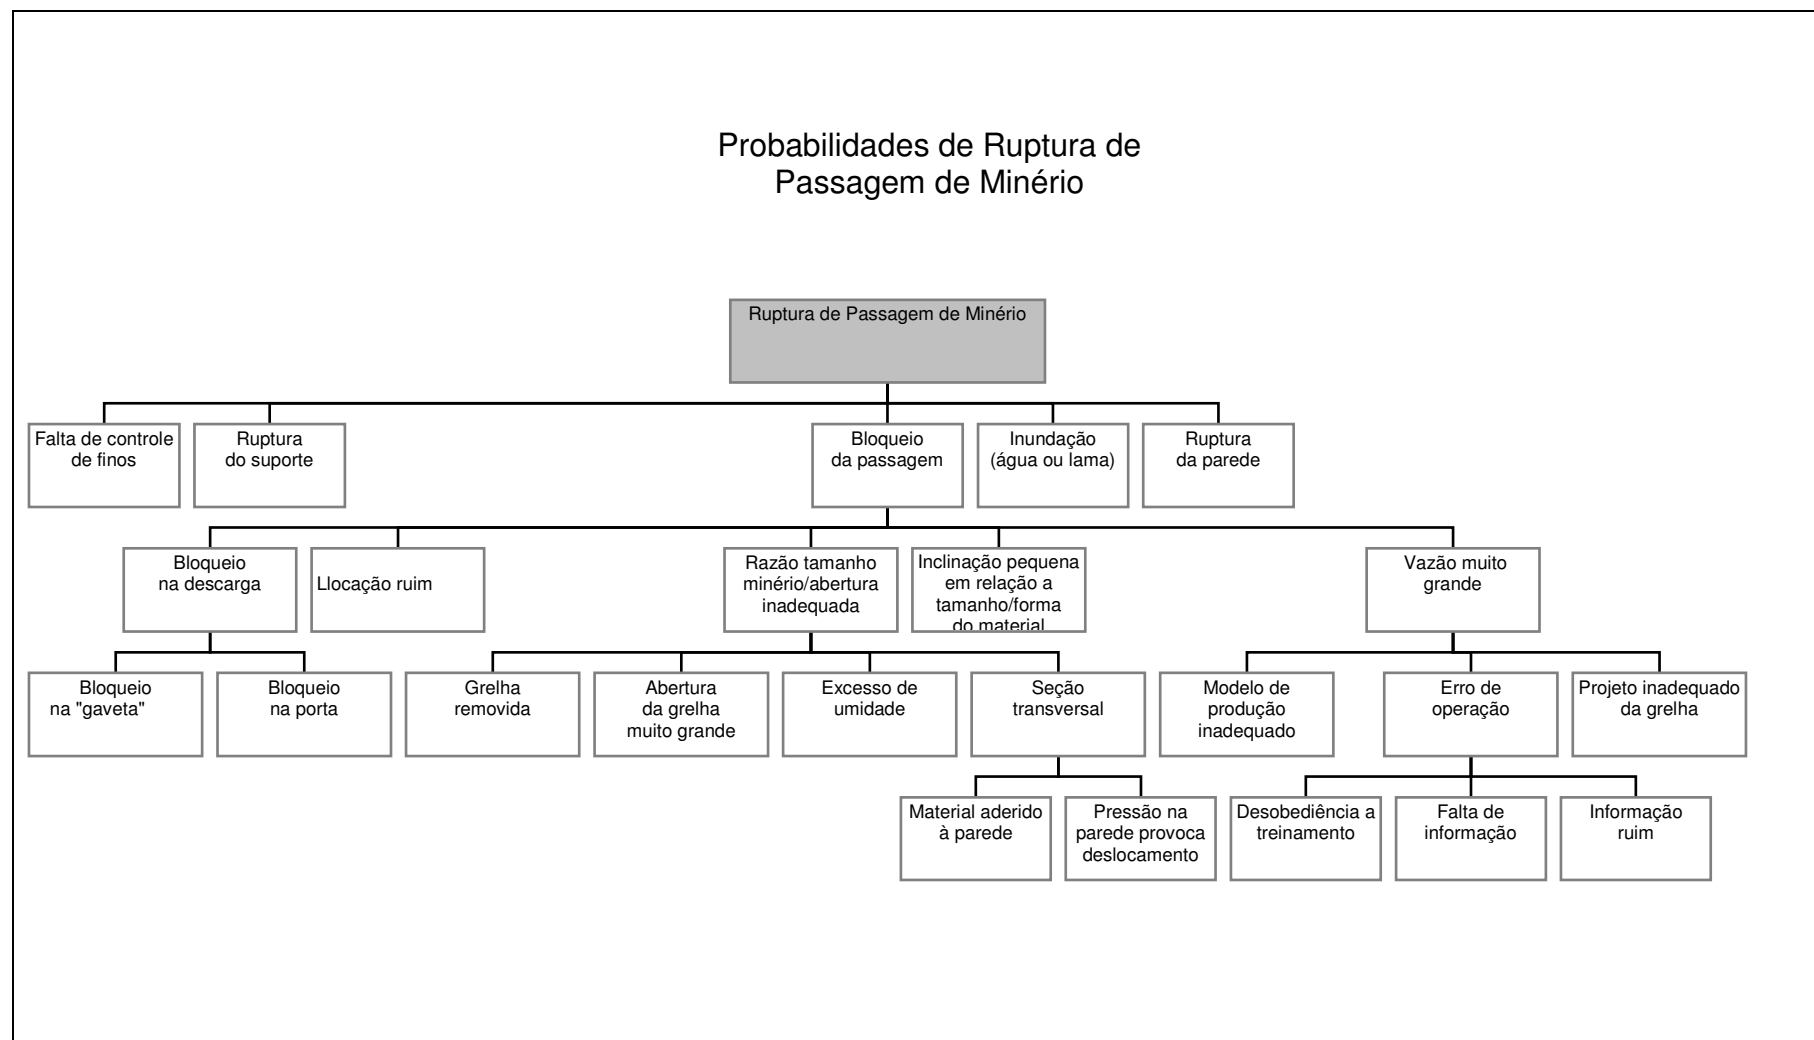 Probabilidades de Ruptura de
Passagem de Minério
Ruptura de Passagem de Minério
Falta de controle
de finos
Ruptura
do suporte
Bloqueio
da passagem
Inundação
(água ou lama)
Ruptura
da parede
Bloqueio
na descarga
Llocação ruim
Razão tamanho
minério/abertura
inadequada
Inclinação pequena
em relação a
tamanho/forma
do material
Vazão muito
grande
Bloqueio
na "gaveta"
Bloqueio
na porta
Grelha
removida
Abertura
da grelha
muito grande
Excesso de
umidade
Seção
transversal
Modelo de
produção
inadequado
Erro de
operação
Projeto inadequado
da grelha
Material aderido
à parede
Pressão na
parede provoca
deslocamento
Desobediência a
treinamento
Falta de
informação
Informação
ruim